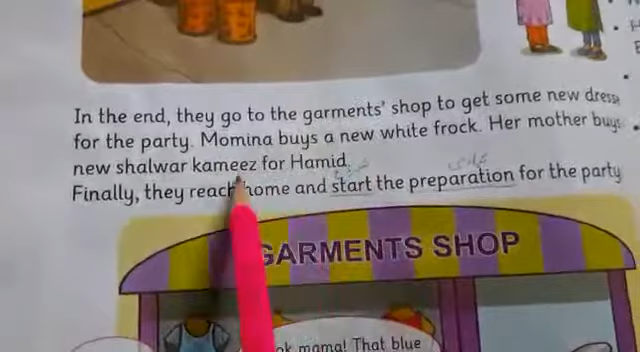 In the end, they go to the garments' shop to get some new dress
for the party. Momina buys a new white frock. Her mother buys
new shalwar kameez for Hamid.
Finally, they reach home and start the preparation for the party
GARMENTS SHOP
ok mama! That blue